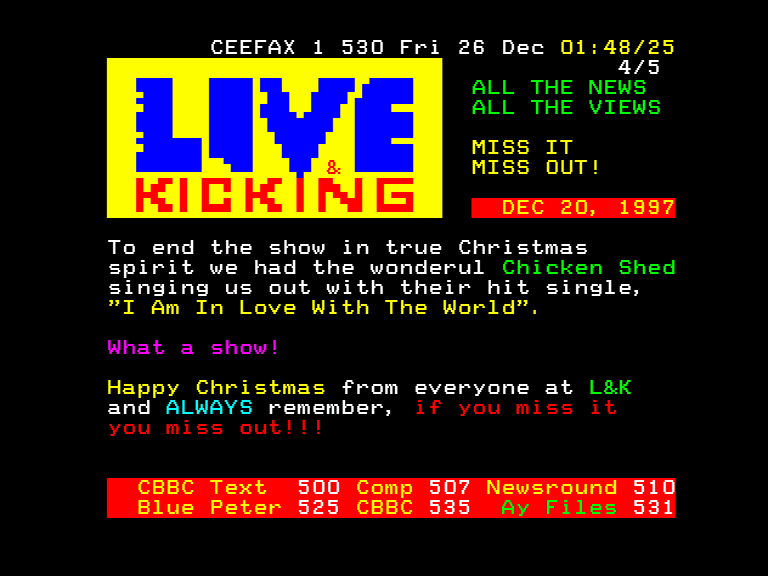 CEEFAX 1 530 Fri 26 Dec 01:48/25
4/5
LIVE
&
KICKING
ALL THE NEWS
ALL THE VIEWS
MISS IT
MISS OUT!
DEC 20, 1997
To end the show in true Christmas
spirit we had the wonderul Chicken Shed
singing us out with their hit single,
"I Am In Love With The World".
What a show!
Happy Christmas from everyone at L&K
and ALWAYS remember, if you miss it
you miss out!!!
CBBC Text 500 Comp 507 Newsround 510
Blue Peter 525 CBBC 535 Ay Files 531